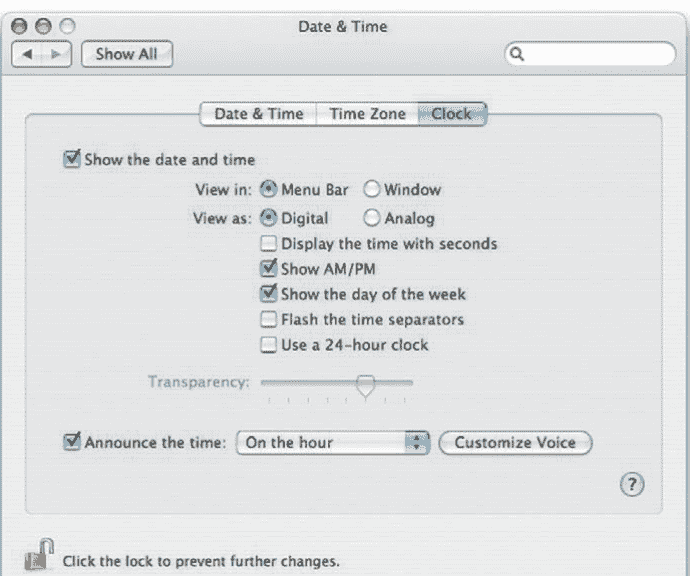 Date & Time
Show All
Date & Time Time Zone Clock
Show the date and time
View in: Menu Bar Window
View as: Digital Analog
Display the time with seconds
Show AM/PM
Show the day of the week
Flash the time separators
Use a 24-hour clock
Transparency:
Announce the time: On the hour Customize Voice
?
Click the lock to prevent further changes.